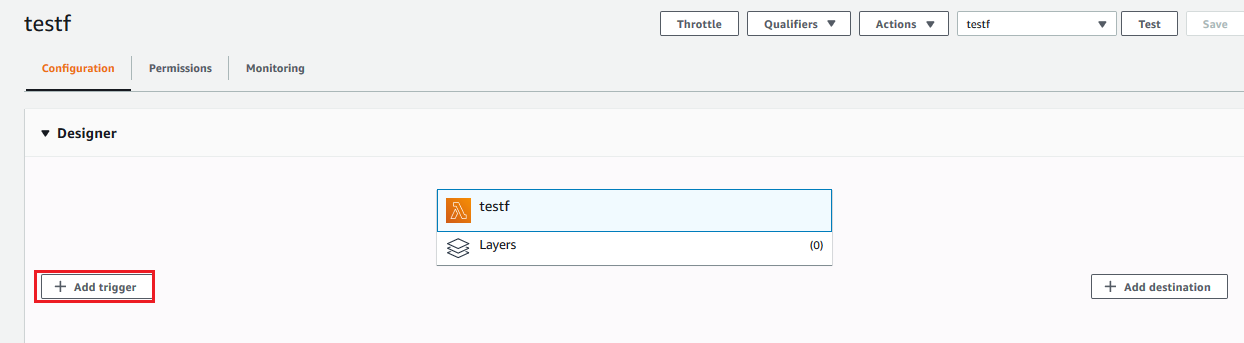 testf
Throttle
Qualifiers
Actions
testf
Test
Save
Configuration
Permissions
Monitoring
Designer
testf
Layers (0)
Add trigger
Add destination